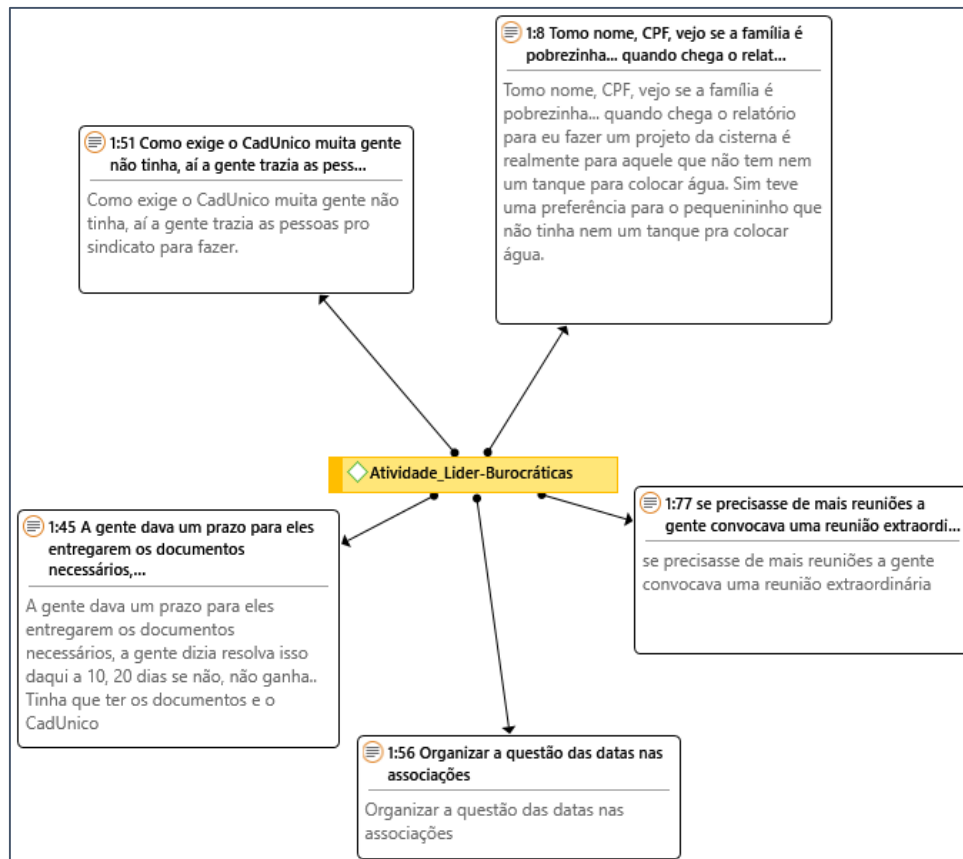 1:8 Tomo nome, CPF, vejo se a família é
pobrezinha... quando chega o relat...
Tomo nome, CPF, vejo se a família é
pobrezinha... quando chega o relatório
para eu fazer um projeto da cisterna é
realmente para aquele que não tem nem
um tanque para colocar água. Sim teve
uma preferência para o pequenininho que
não tinha nem um tanque pra colocar
água.
1:51 Como exige o CadUnico muita gente
não tinha, aí a gente trazia as pess...
Como exige o CadUnico muita gente não
tinha, aí a gente trazia as pessoas pro
sindicato para fazer.
Atividade_Lider-Burocráticas
1:45 A gente dava um prazo para eles
entregarem os documentos
necessários,...
A gente dava um prazo para eles
entregarem os documentos
necessários, a gente dizia resolva isso
daqui a 10, 20 dias se não, não ganha..
Tinha que ter os documentos e o
CadUnico
1:77 se precisasse de mais reuniões a
gente convocava uma reunião extraordi...
se precisasse de mais reuniões a gente
convocava uma reunião extraordinária
1:56 Organizar a questão das datas nas
associações
Organizar a questão das datas nas
associações